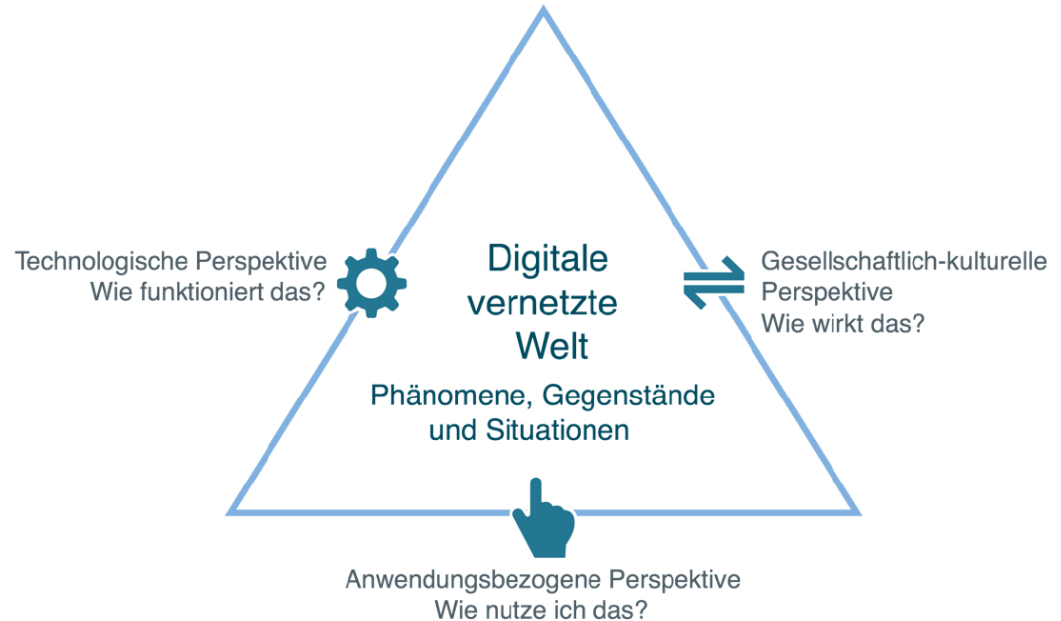 Technologische Perspektive
Wie funktioniert das?
Digitale
vernetzte
Welt
Phänomene, Gegenstände
und Situationen
Gesellschaftlich-kulturelle
Perspektive
Wie wirkt das?
Anwendungsbezogene Perspektive
Wie nutze ich das?